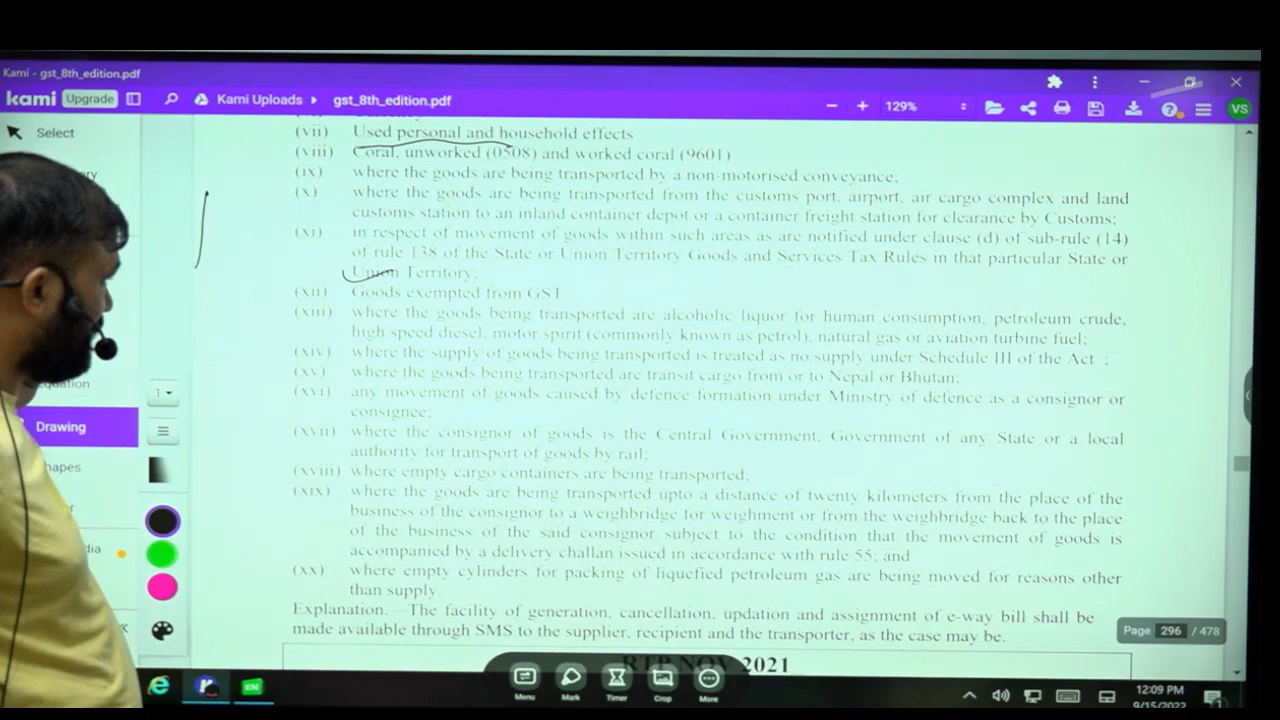 Kami - gst_8th_edition.pdf
kami Upgrade Kami Uploads gst_8th_edition.pdf 129% VS
Select
(vii) Used personal and household effects
(viii) Coral, unworked (0508) and worked coral (9601)
(ix) where the goods are being transported by a non-motorised conveyance;
(x) where the goods are being transported from the customs port, airport, air cargo complex and land
customs station to an inland container depot or a container freight station for clearance by Customs;
(xi) in respect of movement of goods within such areas as are notified under clause (d) of sub-rule (14)
of rule 138 of the State or Union Territory Goods and Services Tax Rules in that particular State or
Union Territory;
(xii) Goods exempted from GST
(xiii) where the goods being transported are alcoholic liquor for human consumption, petroleum crude,
high speed diesel, motor spirit (commonly known as petrol), natural gas or aviation turbine fuel;
(xiv) where the supply of goods being transported is treated as no supply under Schedule III of the Act ;
(xv) where the goods being transported are transit cargo from or to Nepal or Bhutan;
(xvi) any movement of goods caused by defence formation under Ministry of defence as a consignor or
consignee;
(xvii) where the consignor of goods is the Central Government, Government of any State or a local
authority for transport of goods by rail;
(xviii) where empty cargo containers are being transported;
(xix) where the goods are being transported upto a distance of twenty kilometers from the place of the
business of the consignor to a weighbridge for weighment or from the weighbridge back to the place
of the business of the said consignor subject to the condition that the movement of goods is
accompanied by a delivery challan issued in accordance with rule 55; and
(xx) where empty cylinders for packing of liquefied petroleum gas are being moved for reasons other
than supply.
Explanation. The facility of generation, cancellation, updation and assignment of e-way bill shall be
made available through SMS to the supplier, recipient and the transporter, as the case may be.
RTP NOV 2021
1
Drawing
Page 296 / 478
Menu Mark Timer Crop More
EN
12:09 PM
9/15/2022